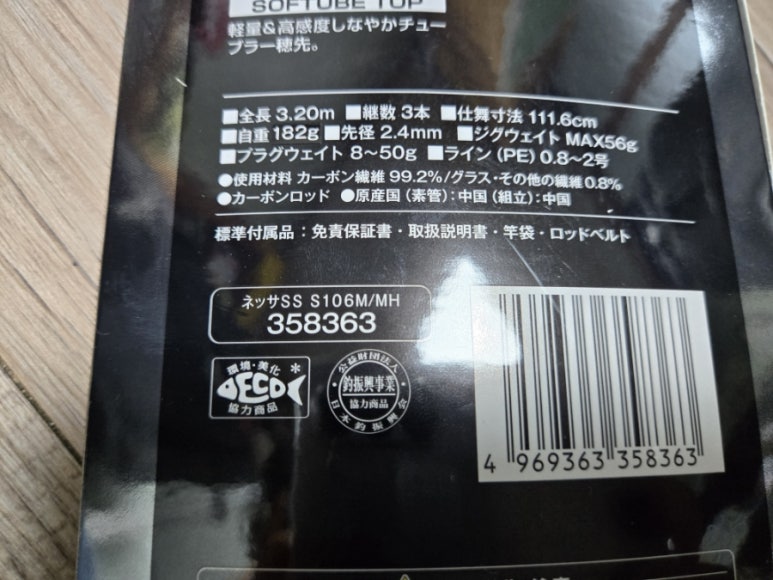 SOFTUBE TOP
軽量&高感度しなやかチュー
ブラー穂先。
■全長 3.20m ■継数 3本 ■仕舞寸法 111.6cm
■自重 182g ■先径 2.4mm ■ジグウェイト MAX56g
■プラグウェイト 8〜50g ■ライン (PE) 0.8〜2号
●使用材料 カーボン繊維 99.2%/グラス・その他の繊維 0.8%
●カーボンロッド ●原産国 (素管):中国 (組立):中国
標準付属品:免責保証書・取扱説明書・竿袋・ロッドベルト
ネッサSS S106M/MH
358363
環境・美化
ECO
協力商品
公益財団法人
釣振興事業
協力商品
日本釣振興会
4 969363 358363